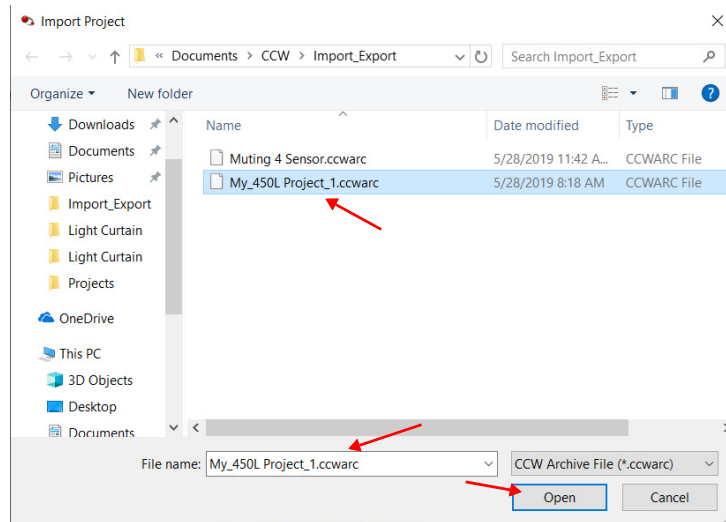 Import Project
« Documents > CCW > Import_Export
Search Import_Export
Organize
New folder
Name
Date modified
Type
Downloads
Documents
Pictures
Import_Export
Light Curtain
Light Curtain
Projects
OneDrive
This PC
3D Objects
Desktop
Documents
Muting 4 Sensor.ccwarc 5/28/2019 11:42 A... CCWARC File
My_450L Project_1.ccwarc 5/28/2019 8:18 AM CCWARC File
File name: My_450L Project_1.ccwarc
CCW Archive File (*.ccwarc)
Open
Cancel